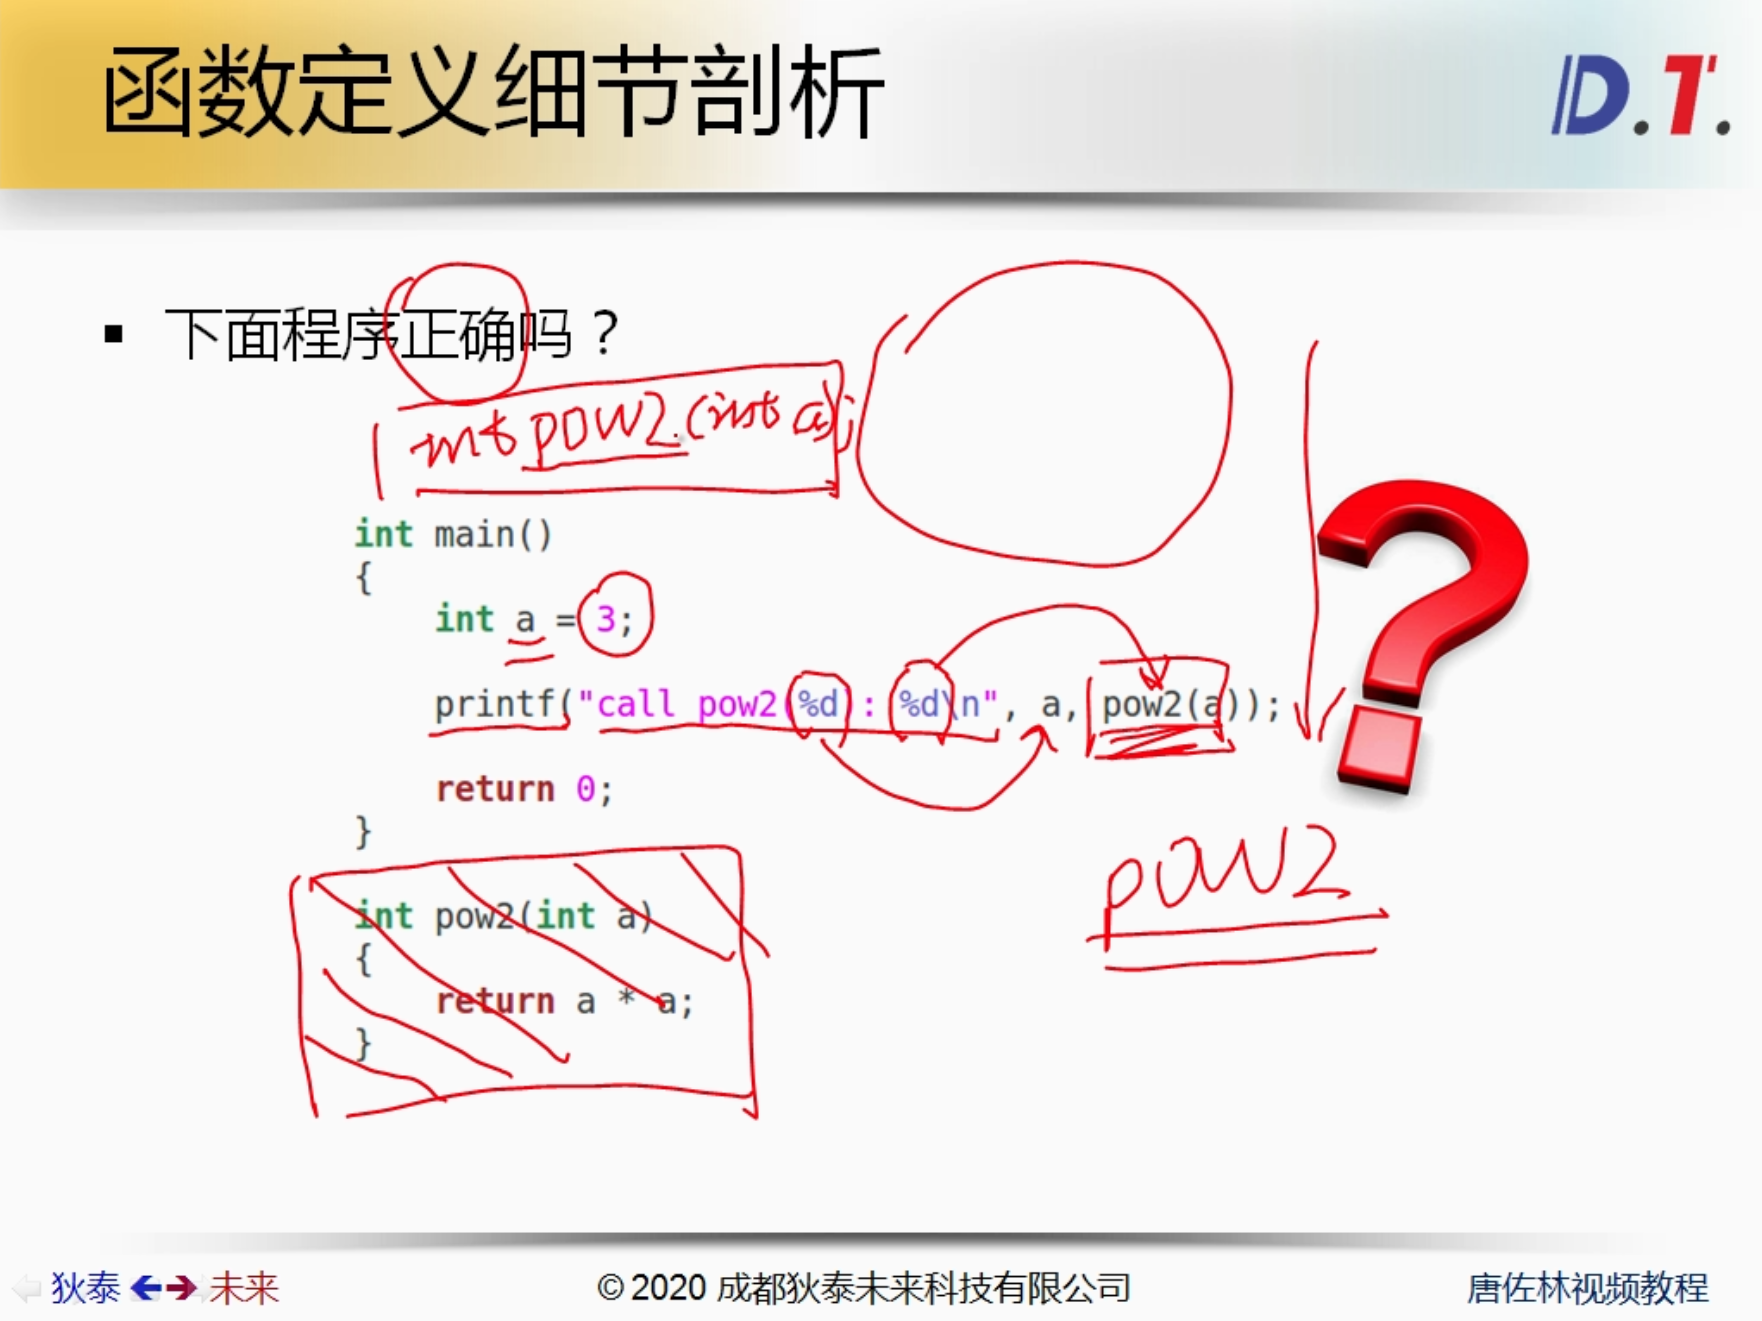 函数定义细节剖析
D.T.
▪ 下面程序正确吗？
int pow2(int a);
int main()
{
int a = 3;
printf("call pow2(%d): %d\n", a, pow2(a));
return 0;
}
pow2
int pow2(int a)
{
return a * a;
}
狄泰 未来
© 2020 成都狄泰未来科技有限公司
唐佐林视频教程